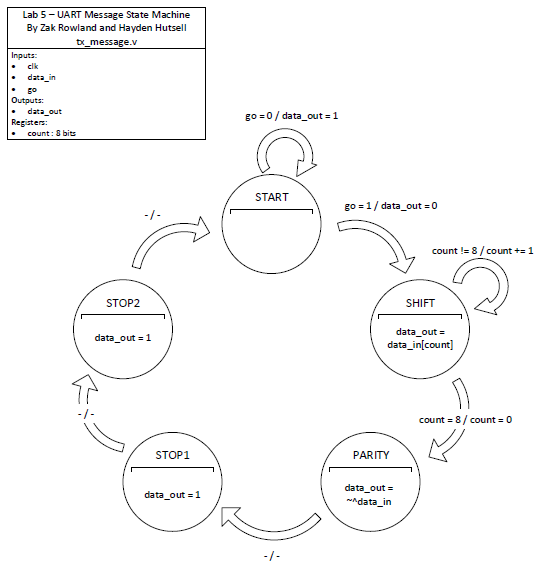 Lab 5 – UART Message State Machine
By Zak Rowland and Hayden Hutsell
tx_message.v
Inputs:
• clk
• data_in
• go
Outputs:
• data_out
Registers:
• count : 8 bits
go = 0 / data_out = 1
START
go = 1 / data_out = 0
- / -
count != 8 / count += 1
SHIFT
data_out =
data_in[count]
STOP2
data_out = 1
count = 8 / count = 0
- / -
PARITY
data_out =
~^data_in
STOP1
data_out = 1
- / -